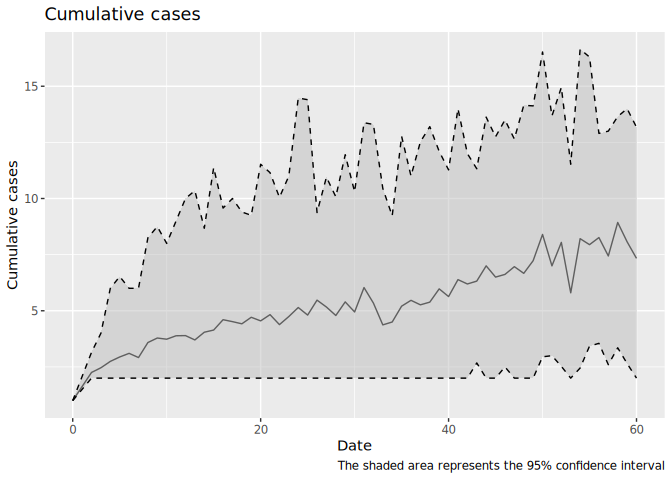 Cumulative cases
Cumulative cases
15
10
5
0 20 40 60
Date
The shaded area represents the 95% confidence interval